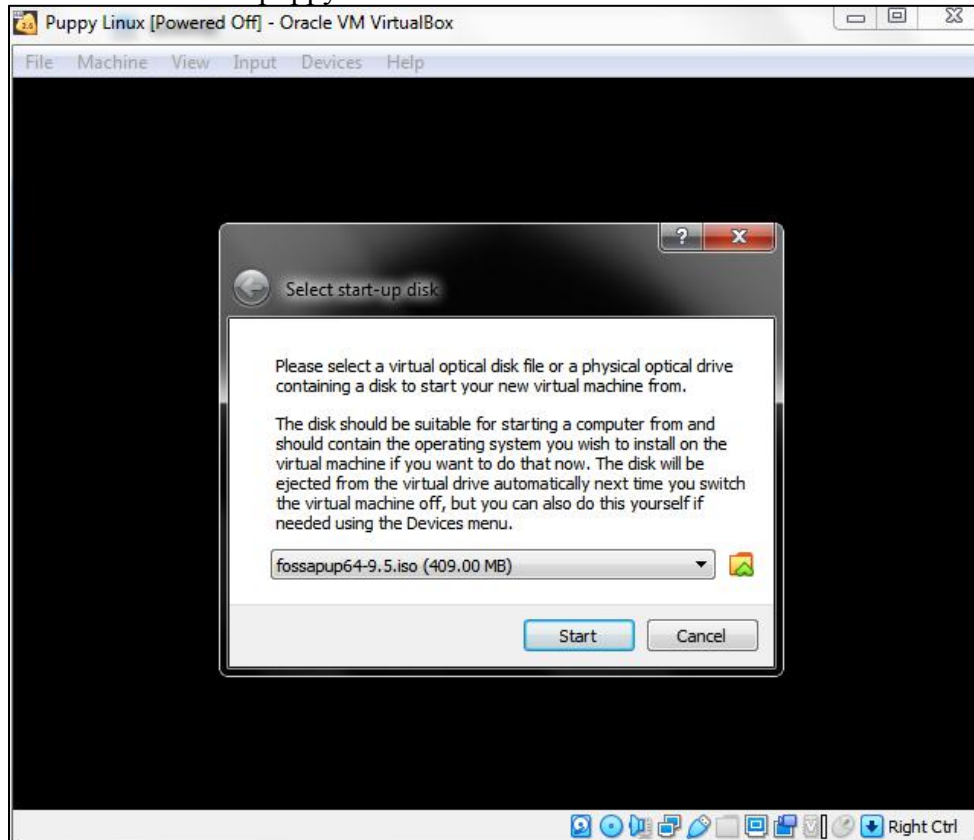 Puppy Linux [Powered Off] - Oracle VM VirtualBox
File Machine View Input Devices Help
?
X
Select start-up disk
Please select a virtual optical disk file or a physical optical drive
containing a disk to start your new virtual machine from.
The disk should be suitable for starting a computer from and
should contain the operating system you wish to install on the
virtual machine if you want to do that now. The disk will be
ejected from the virtual drive automatically next time you switch
the virtual machine off, but you can also do this yourself if
needed using the Devices menu.
fossapup64-9.5.iso (409.00 MB)
Start Cancel
Right Ctrl